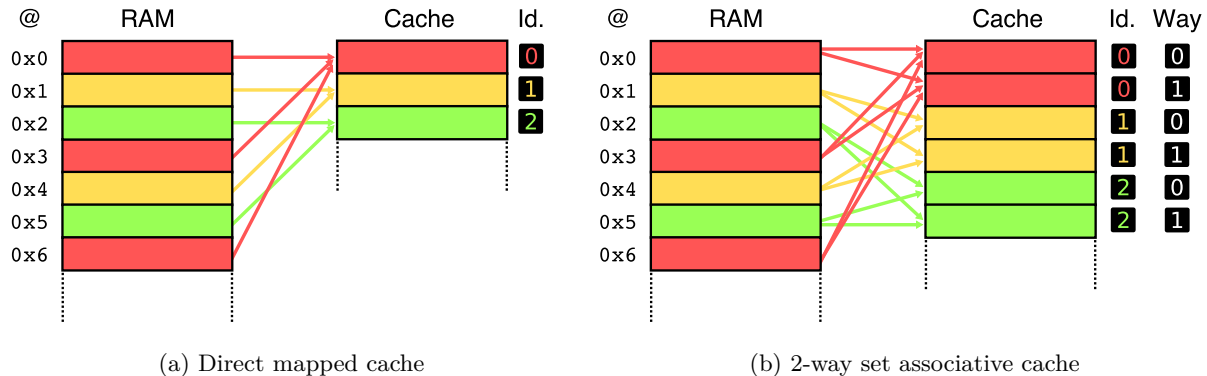 @ RAM Cache Id.
0x0 0
0x1 1
0x2 2
0x3
0x4
0x5
0x6
(a) Direct mapped cache
@ RAM Cache Id. Way
0x0 0 0
0x1 0 1
0x2 1 0
0x3 1 1
0x4 2 0
0x5 2 1
0x6
(b) 2-way set associative cache